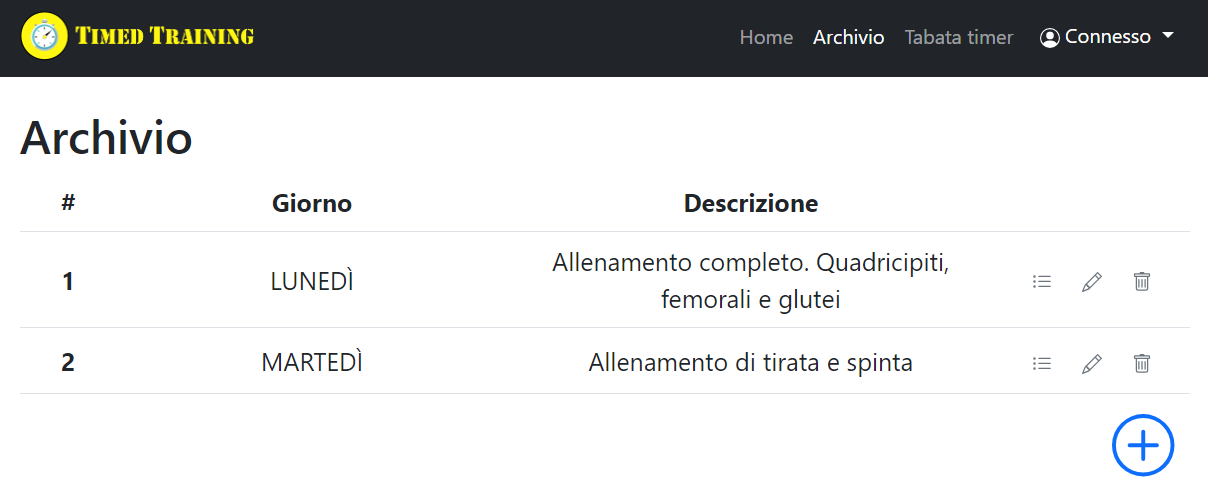 Timed Training
Home Archivio Tabata timer Connesso
Archivio
# Giorno Descrizione
1 LUNEDÌ Allenamento completo. Quadricipiti,
femorali e glutei
2 MARTEDÌ Allenamento di tirata e spinta